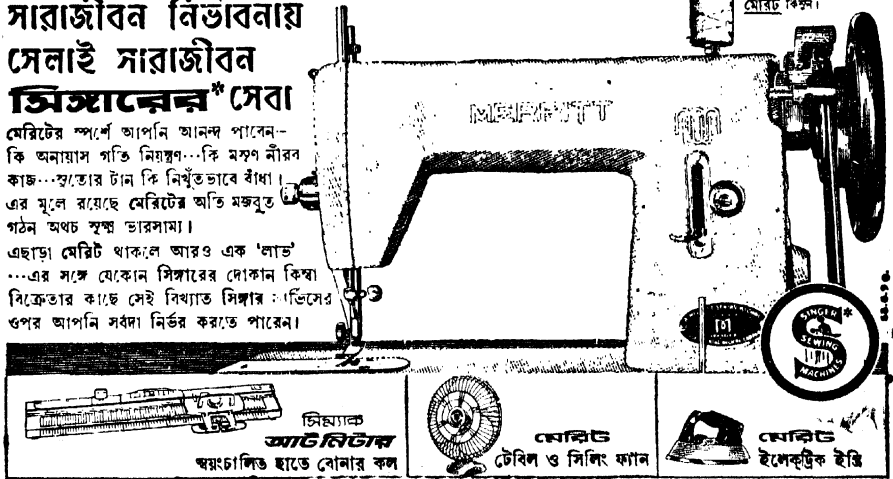 মেরিট কিনুন।
সারাজীবন নির্ভাবনায়
সেলাই সারাজীবন
সিঙ্গারের* সেবা
মেরিটের স্পর্শে আপনি আনন্দ পাবেন—
কি অনায়াস গতি নিয়ন্ত্রণ···কি মসৃণ নীরব
কাজ···সুতোর টান কি নিখুঁতভাবে বাঁধা।
এর মূলে রয়েছে মেরিটের অতি মজবুত
গঠন অথচ সূক্ষ্ম ভারসাম্য।
এছাড়া মেরিট থাকলে আরও এক 'লাভ'
···এর সঙ্গে যেকোন সিঙ্গারের দোকান কিম্বা
বিক্রেতার কাছে সেই বিখ্যাত সিঙ্গার সার্ভিসের
ওপর আপনি সর্বদা নির্ভর করতে পারেন।
MERRITT
SINGER*
S
SEWING
MACHINES
সিম্যাক
আটমিটার
স্বয়ংচালিত হাতে বোনার কল
মেরিট
টেবিল ও সিলিং ফ্যান
মেরিট
ইলেকট্রিক ইস্ত্রি